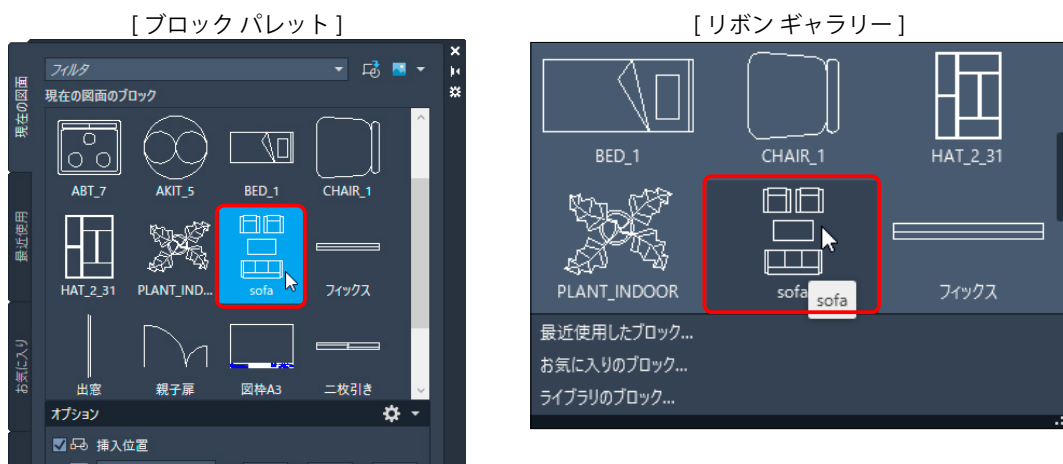 [ ブロック パレット ]
[ リボン ギャラリー ]
フィルタ
現在の図面のブロック
現在の図面
最近使用
お気に入り
ABT_7 AKIT_5 BED_1 CHAIR_1
HAT_2_31 PLANT_IND... sofa フィックス
出窓 親子扉 図枠A3 二枚引き
オプション
挿入位置
BED_1 CHAIR_1 HAT_2_31
PLANT_INDOOR sofa sofa フィックス
最近使用したブロック...
お気に入りのブロック...
ライブラリのブロック...